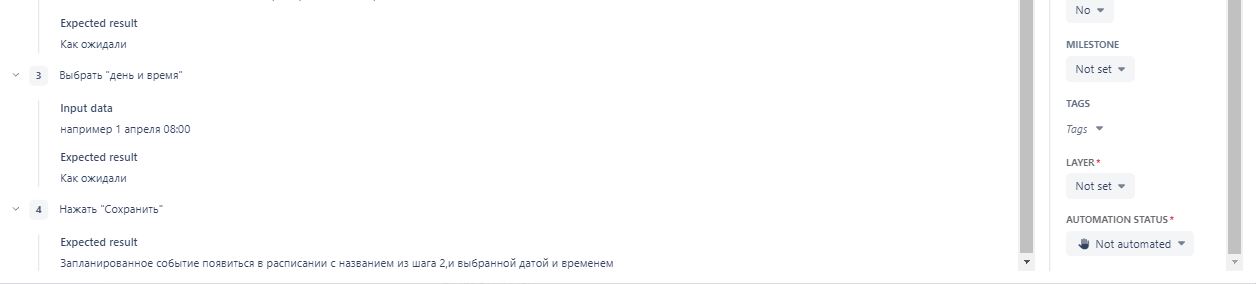 Expected result
Как ожидали
3 Выбрать "день и время"
Input data
например 1 апреля 08:00
Expected result
Как ожидали
4 Нажать "Сохранить"
Expected result
Запланированное событие появиться в расписании с названием из шага 2,и выбранной датой и временем
No
MILESTONE
Not set
TAGS
Tags
LAYER*
Not set
AUTOMATION STATUS*
Not automated